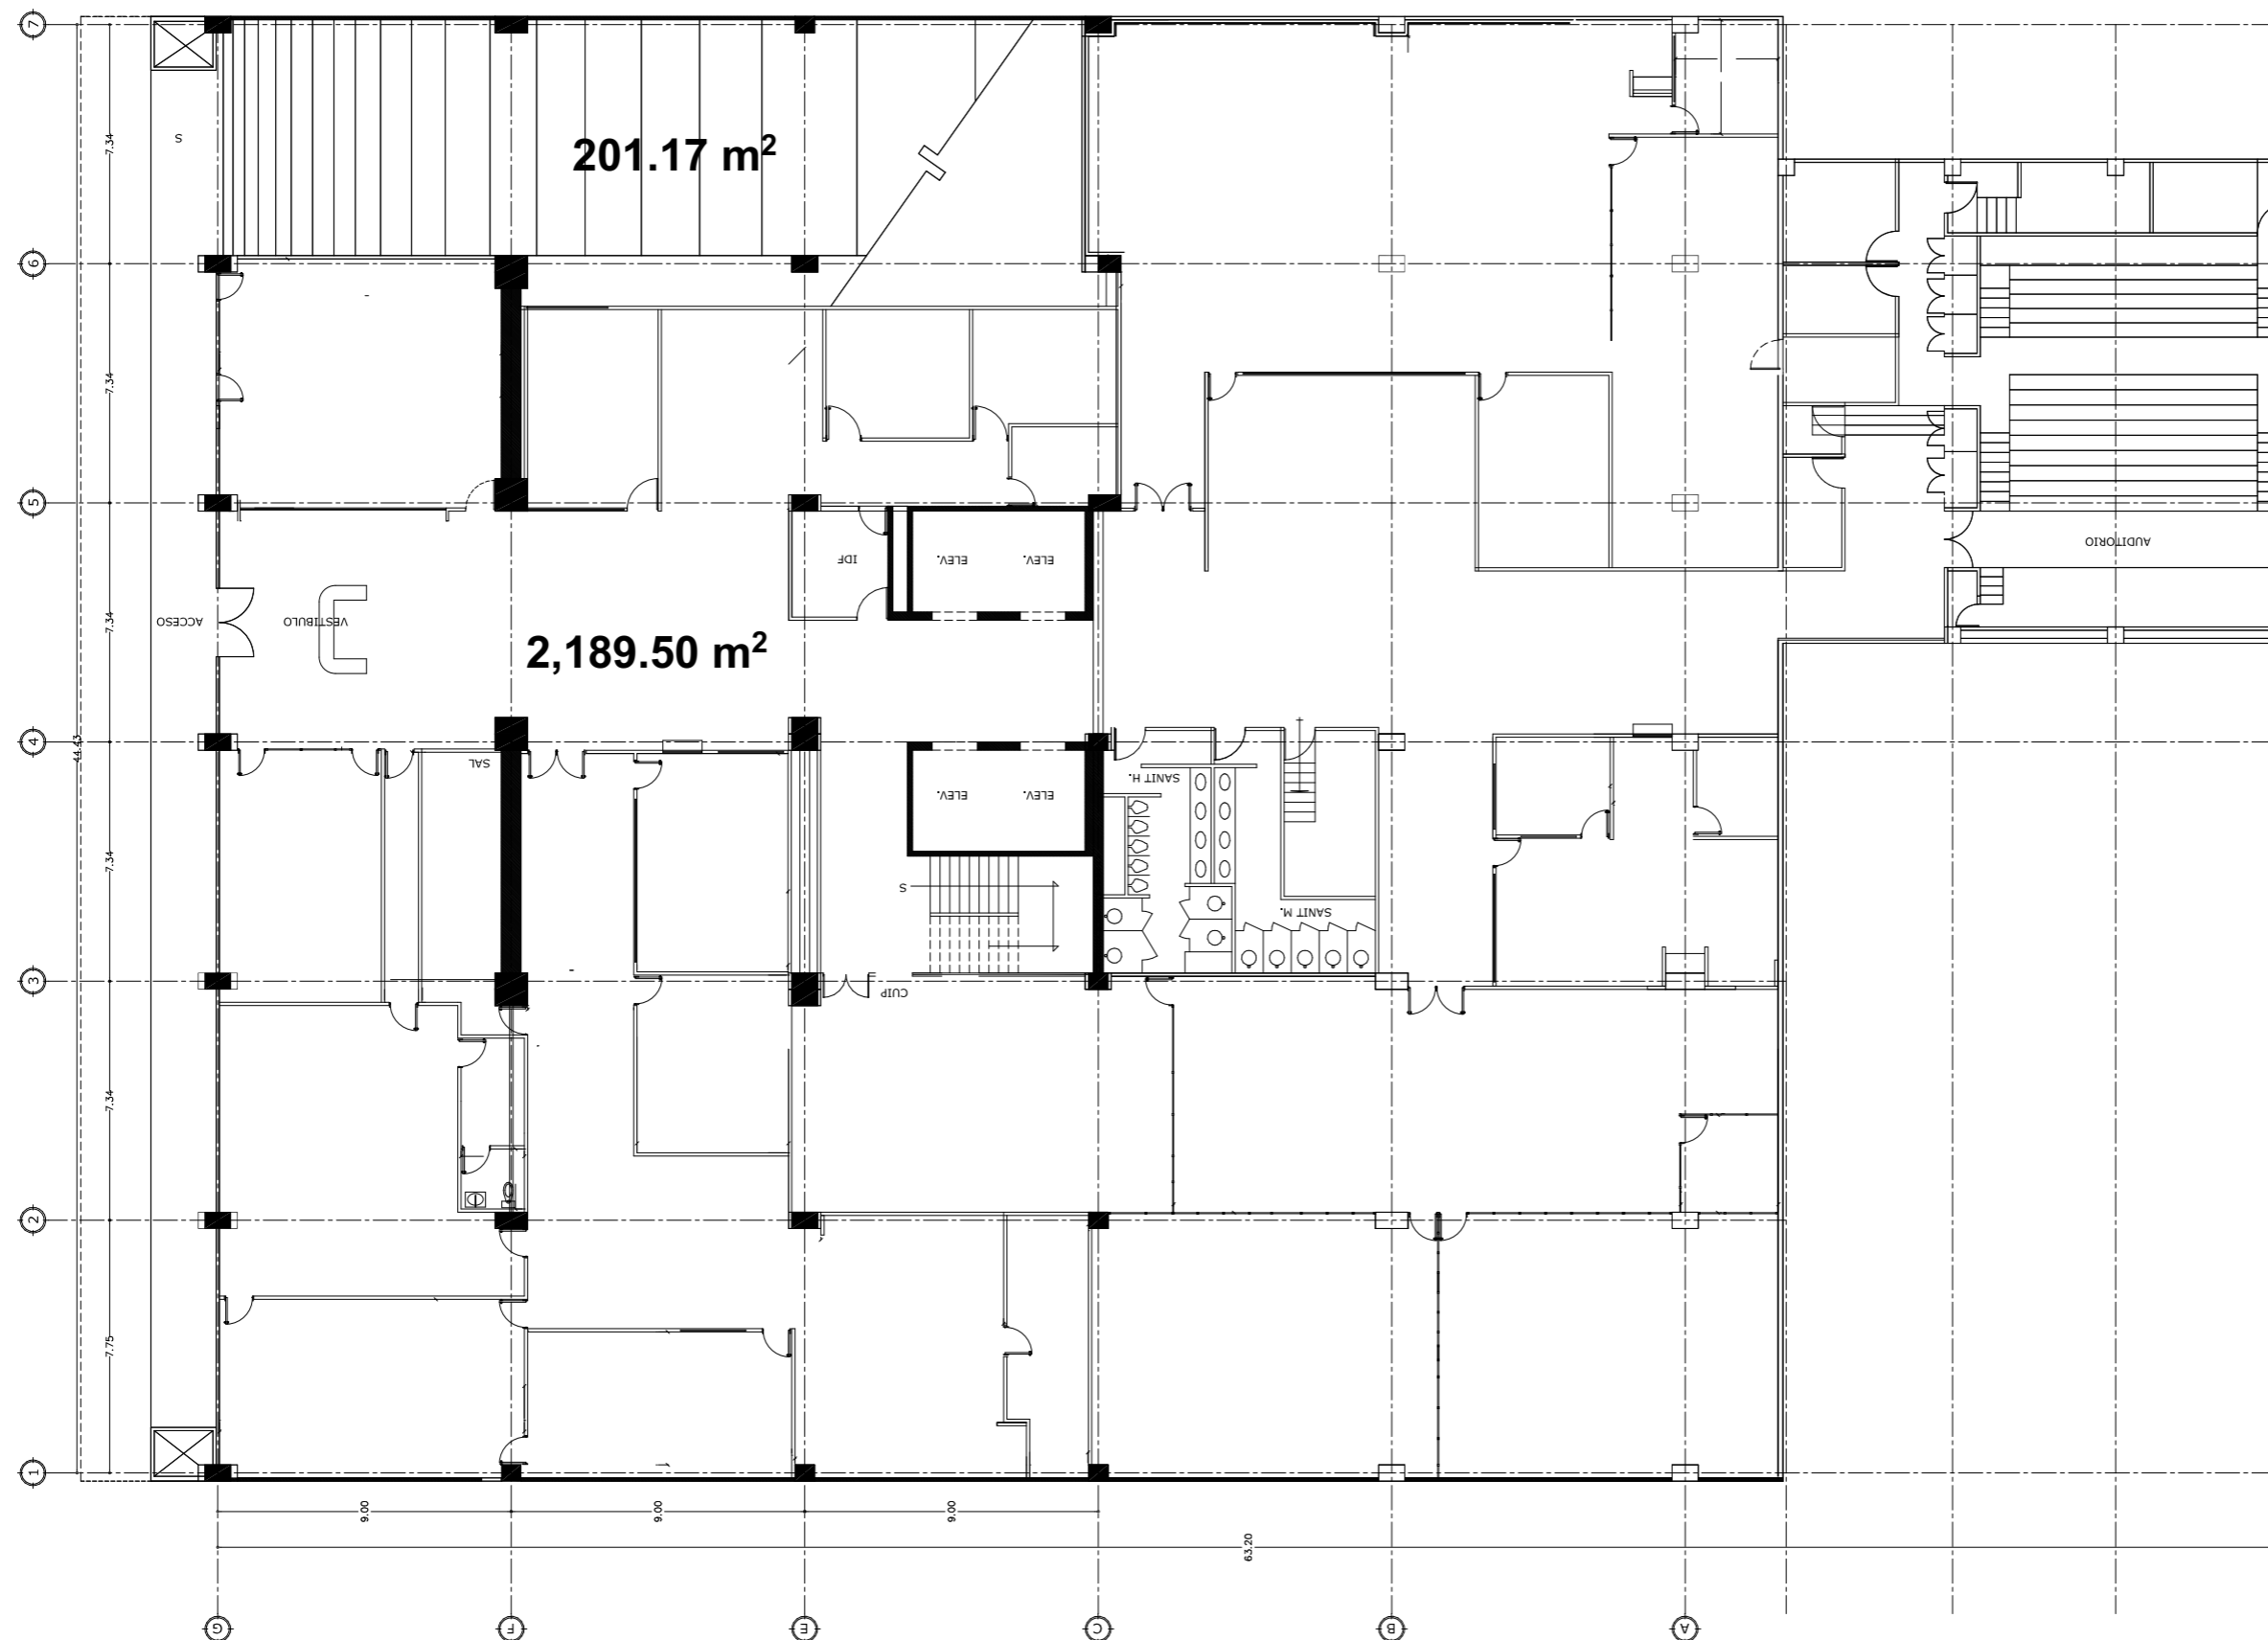 7
7.34
S
201.17 m²
6
7.34
5
7.34
IDF
ELEV.
ELEV.
AUDITORIO
ACCESO
VESTIBULO
2,189.50 m²
4
44.43
SAL
7.34
ELEV.
ELEV.
SANIT H.
S
SANIT M.
3
CUIP
7.34
2
7.75
1
9.00
9.00
9.00
63.20
G
F
E
C
B
A